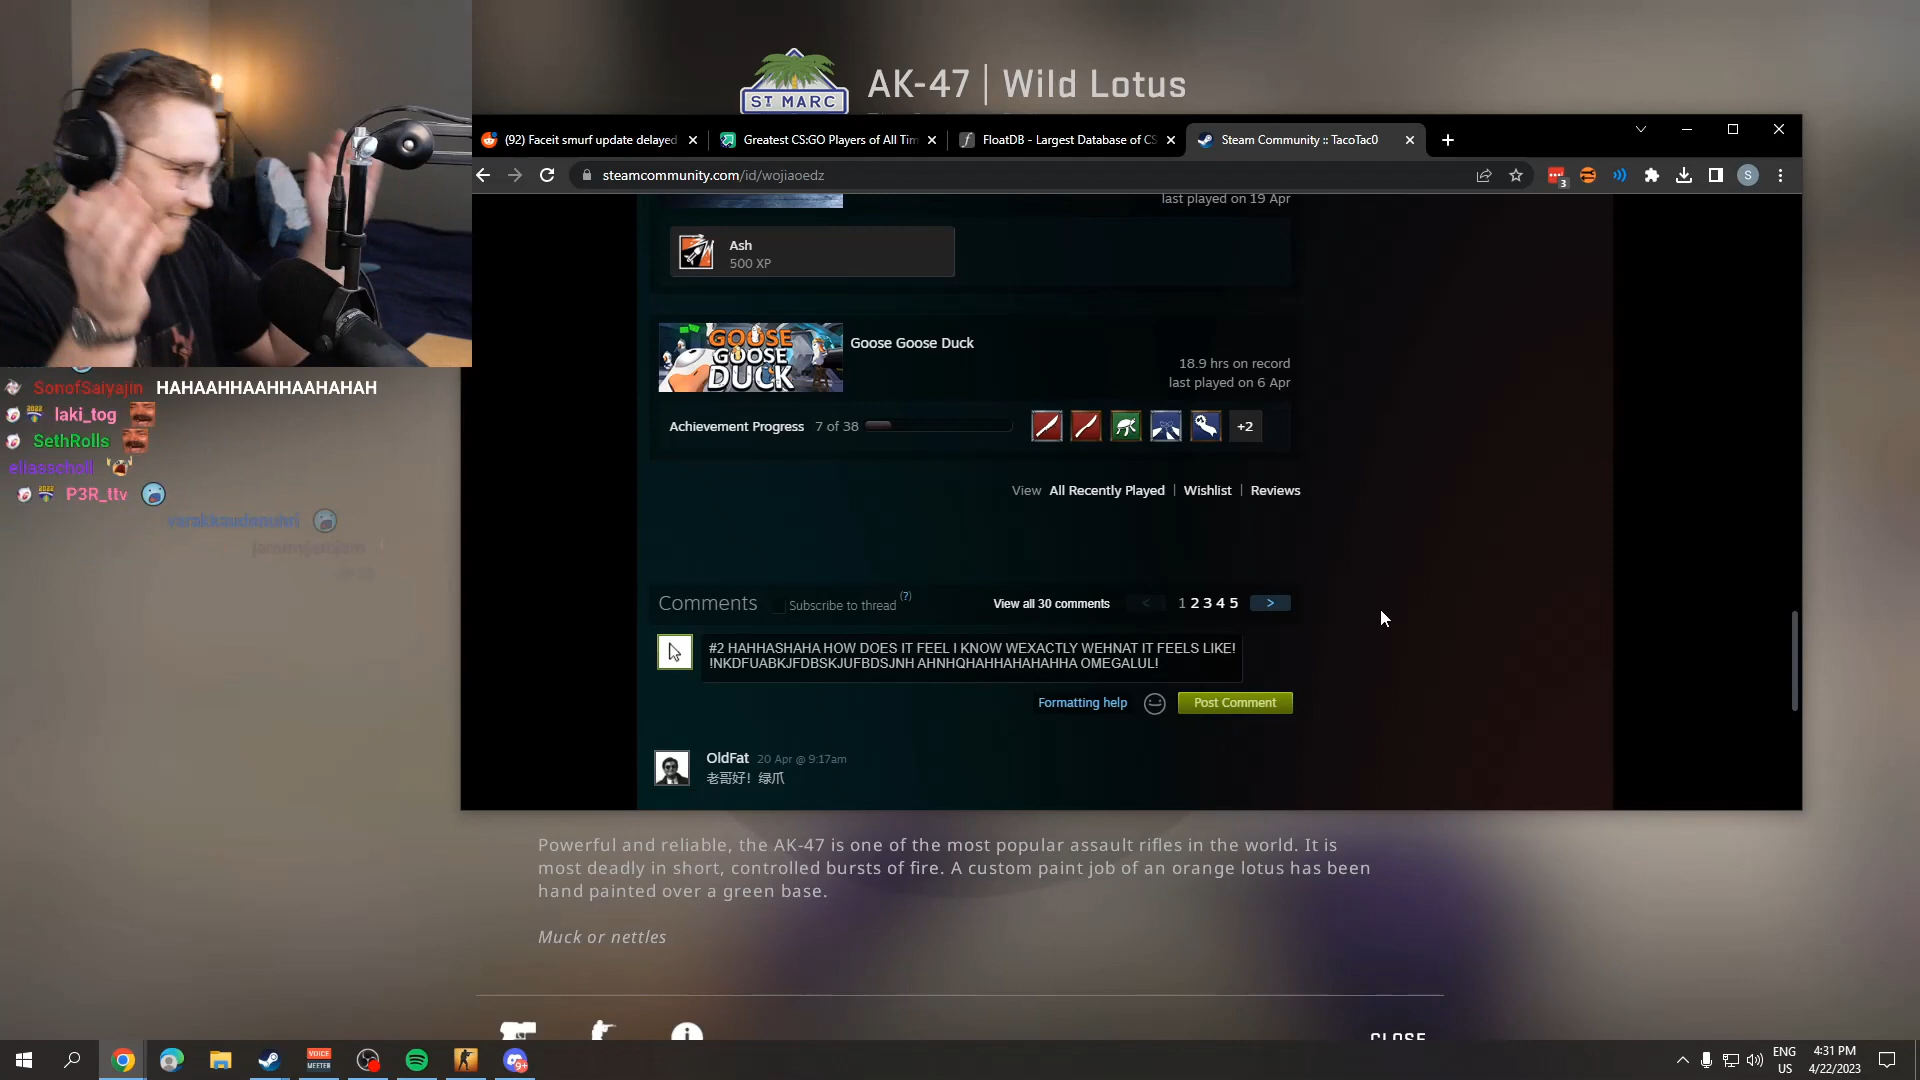 ST MARC
AK-47 | Wild Lotus
(92) Faceit smurf update delayed
Greatest CS:GO Players of All Tim
FloatDB - Largest Database of CS
Steam Community :: TacoTac0
steamcommunity.com/id/wojiaoedz
3
S
last played on 19 Apr
Ash
500 XP
GOOSE
GOOSE
DUCK
Goose Goose Duck
18.9 hrs on record
last played on 6 Apr
Achievement Progress 7 of 38
+2
View All Recently Played | Wishlist | Reviews
SonofSaiyajin HAHAAHHAAHHAAHAHAH
laki_tog
SethRolls
eliasscholl
P3R_ttv
Comments Subscribe to thread (?) View all 30 comments < 1 2 3 4 5 >
#2 HAHHASHAHA HOW DOES IT FEEL I KNOW WEXACTLY WEHNAT IT FEELS LIKE!
!NKDFUABKJFDBSKJUFBDSJNH AHNHQHAHHAHAHAHHA OMEGALUL!
Formatting help Post Comment
OldFat 20 Apr @ 9:17am
老哥好！绿爪
Powerful and reliable, the AK-47 is one of the most popular assault rifles in the world. It is
most deadly in short, controlled bursts of fire. A custom paint job of an orange lotus has been
hand painted over a green base.
Muck or nettles
CLOSE
VOICE
MEETER
9+
ENG
US
4:31 PM
4/22/2023